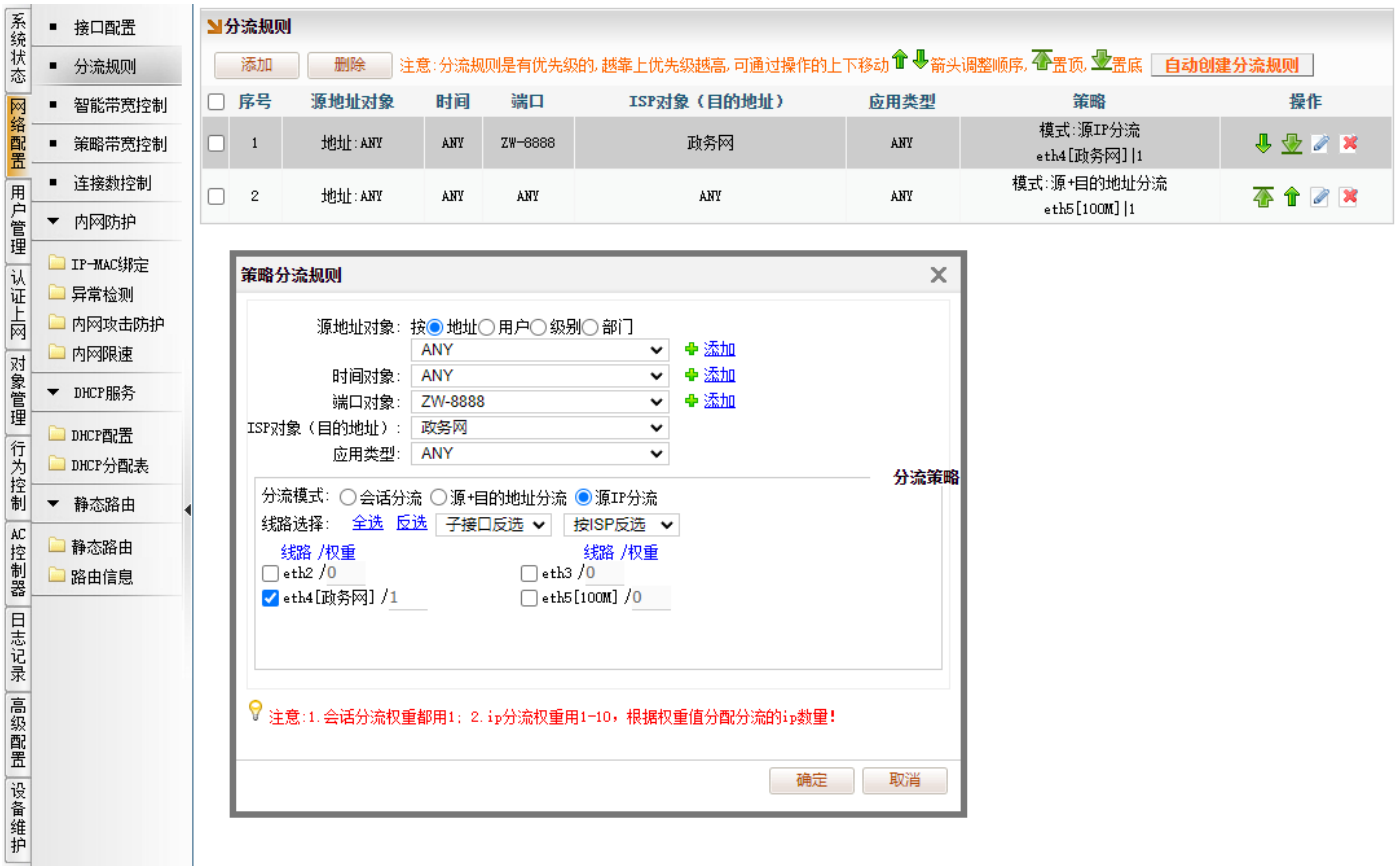 系统状态
网络配置
用户管理
认证上网
对象管理
行为控制
AC控制器
日志记录
高级配置
设备维护
接口配置
分流规则
智能带宽控制
策略带宽控制
连接数控制
内网防护
IP-MAC绑定
异常检测
内网攻击防护
内网限速
DHCP服务
DHCP配置
DHCP分配表
静态路由
静态路由
路由信息
分流规则
添加 删除 注意:分流规则是有优先级的,越靠上优先级越高,可通过操作的上下移动 箭头调整顺序, 置顶, 置底 自动创建分流规则
序号 源地址对象 时间 端口 ISP对象（目的地址） 应用类型 策略 操作
1 地址:ANY ANY ZW-8888 政务网 ANY 模式:源IP分流
eth4[政务网]|1
2 地址:ANY ANY ANY ANY ANY 模式:源+目的地址分流
eth5[100M]|1
策略分流规则
源地址对象: 按 地址 用户 级别 部门
ANY 添加
时间对象: ANY 添加
端口对象: ZW-8888 添加
ISP对象（目的地址）: 政务网
应用类型: ANY
分流策略
分流模式: 会话分流 源+目的地址分流 源IP分流
线路选择: 全选 反选 子接口反选 按ISP反选
线路 /权重 线路 /权重
eth2 /0 eth3 /0
eth4[政务网] /1 eth5[100M] /0
注意:1.会话分流权重都用1; 2.ip分流权重用1-10，根据权重值分配分流的ip数量!
确定 取消